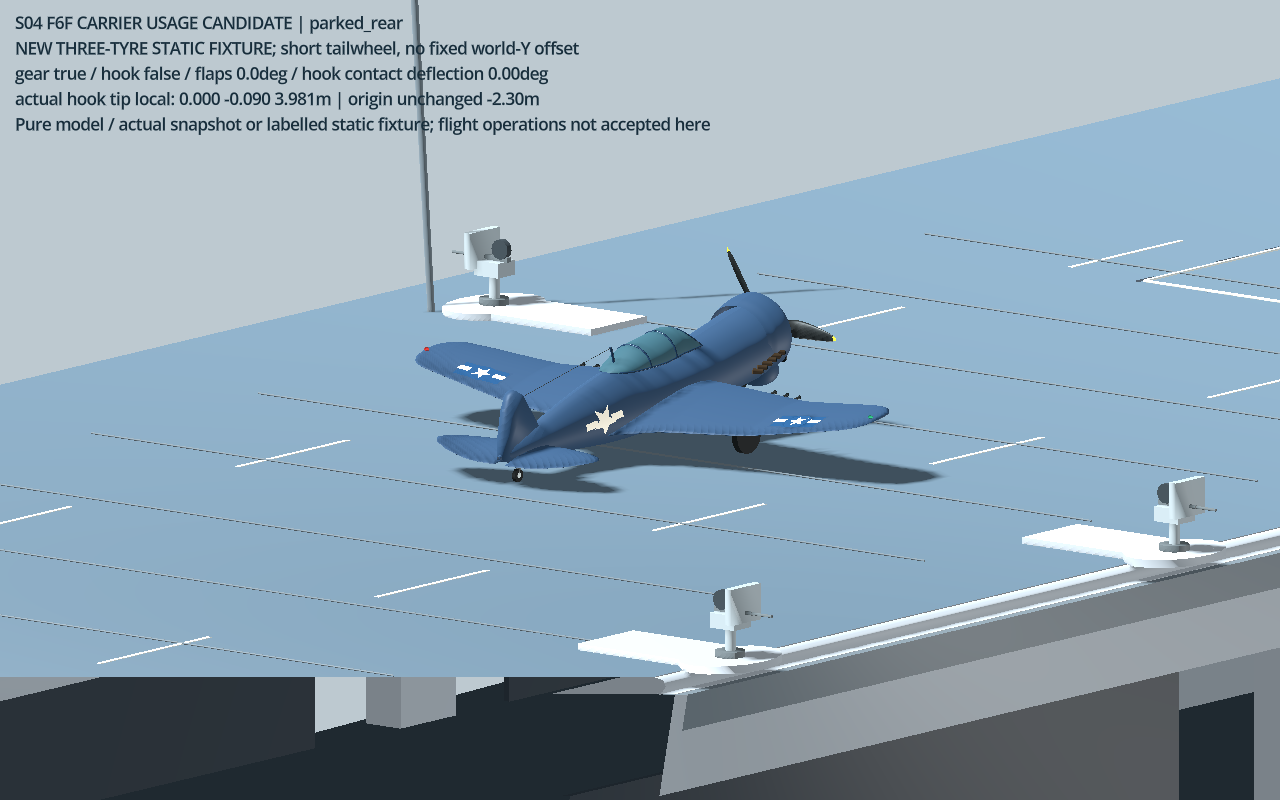 S04 F6F CARRIER USAGE CANDIDATE | parked_rear
NEW THREE-TYRE STATIC FIXTURE; short tailwheel, no fixed world-Y offset
gear true / hook false / flaps 0.0deg / hook contact deflection 0.00deg
actual hook tip local: 0.000 -0.090 3.981m | origin unchanged -2.30m
Pure model / actual snapshot or labelled static fixture; flight operations not accepted here